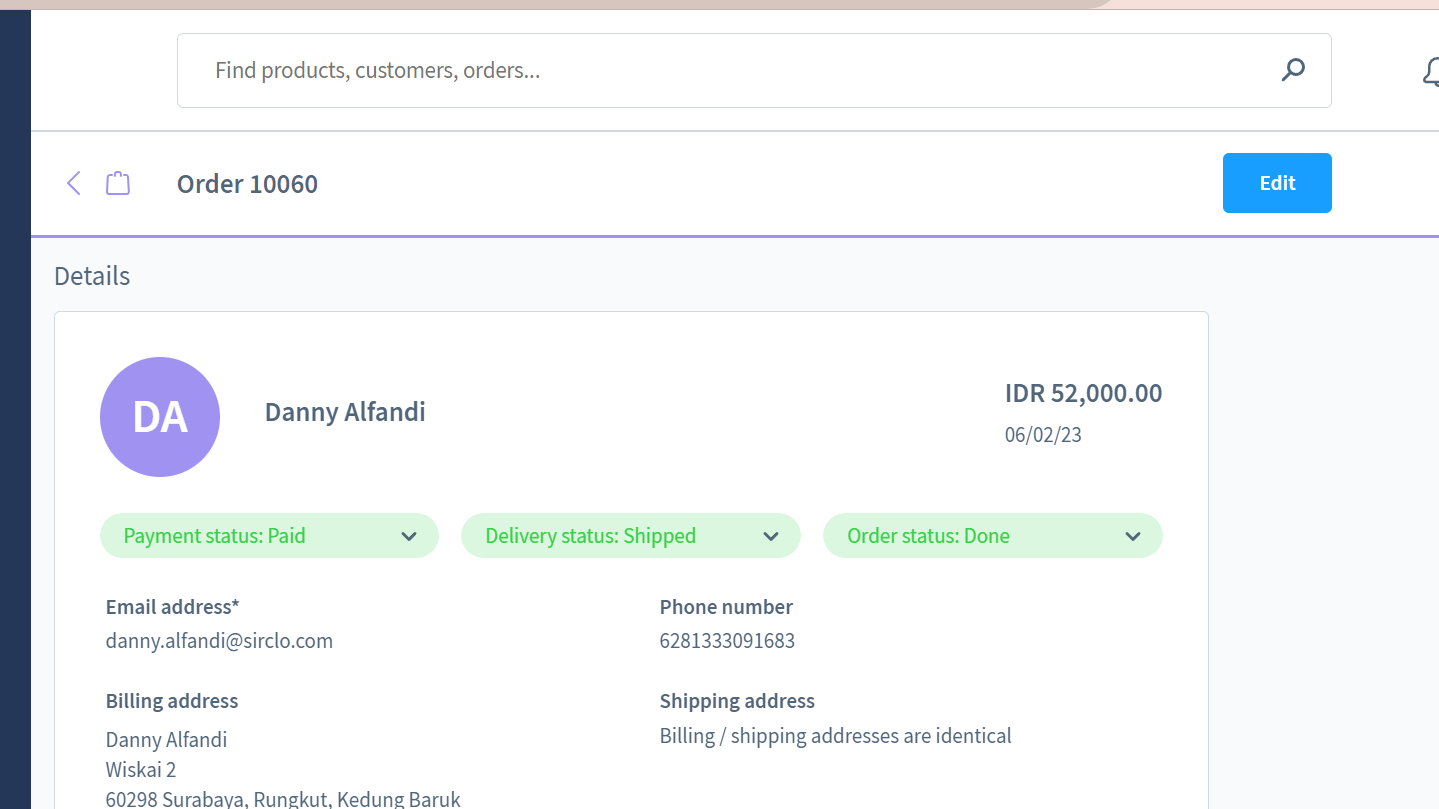 Find products, customers, orders...
Order 10060
Edit
Details
DA
Danny Alfandi
IDR 52,000.00
06/02/23
Payment status: Paid
Delivery status: Shipped
Order status: Done
Email address*
danny.alfandi@sirclo.com
Phone number
6281333091683
Billing address
Danny Alfandi
Wiskai 2
60298 Surabaya, Rungkut, Kedung Baruk
Shipping address
Billing / shipping addresses are identical